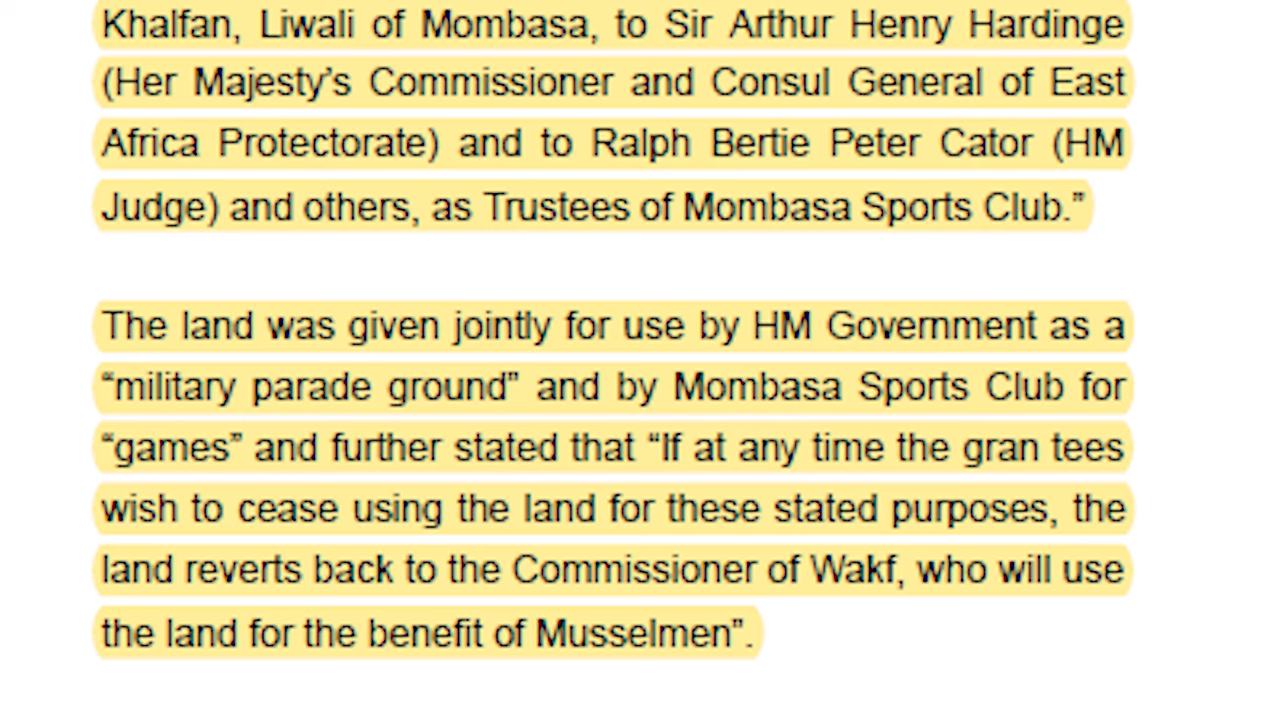 Khalfan, Liwali of Mombasa, to Sir Arthur Henry Hardinge
(Her Majesty’s Commissioner and Consul General of East
Africa Protectorate) and to Ralph Bertie Peter Cator (HM
Judge) and others, as Trustees of Mombasa Sports Club.”
The land was given jointly for use by HM Government as a
“military parade ground” and by Mombasa Sports Club for
“games” and further stated that “If at any time the gran tees
wish to cease using the land for these stated purposes, the
land reverts back to the Commissioner of Wakf, who will use
the land for the benefit of Musselmen”.